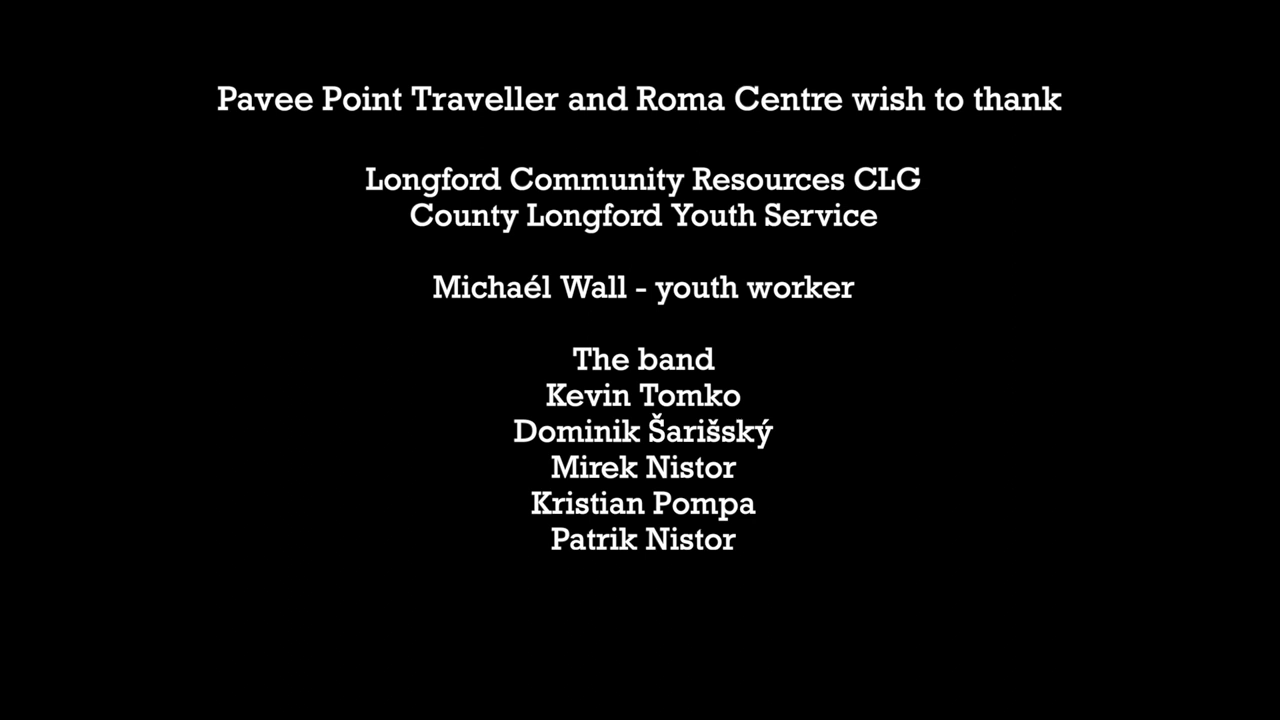 Pavee Point Traveller and Roma Centre wish to thank
Longford Community Resources CLG
County Longford Youth Service
Michaél Wall - youth worker
The band
Kevin Tomko
Dominik Šarišský
Mirek Nistor
Kristian Pompa
Patrik Nistor